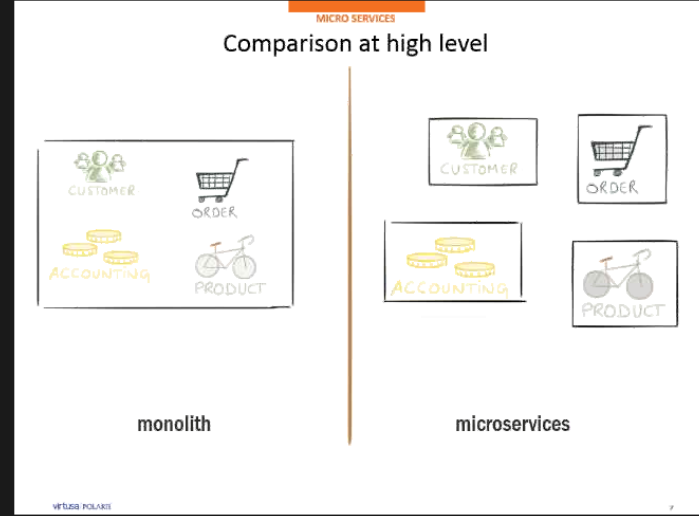 MICRO SERVICES
Comparison at high level
CUSTOMER
ORDER
ACCOUNTING
PRODUCT
monolith
CUSTOMER
ORDER
ACCOUNTING
PRODUCT
microservices
virtusa POLARIS
7